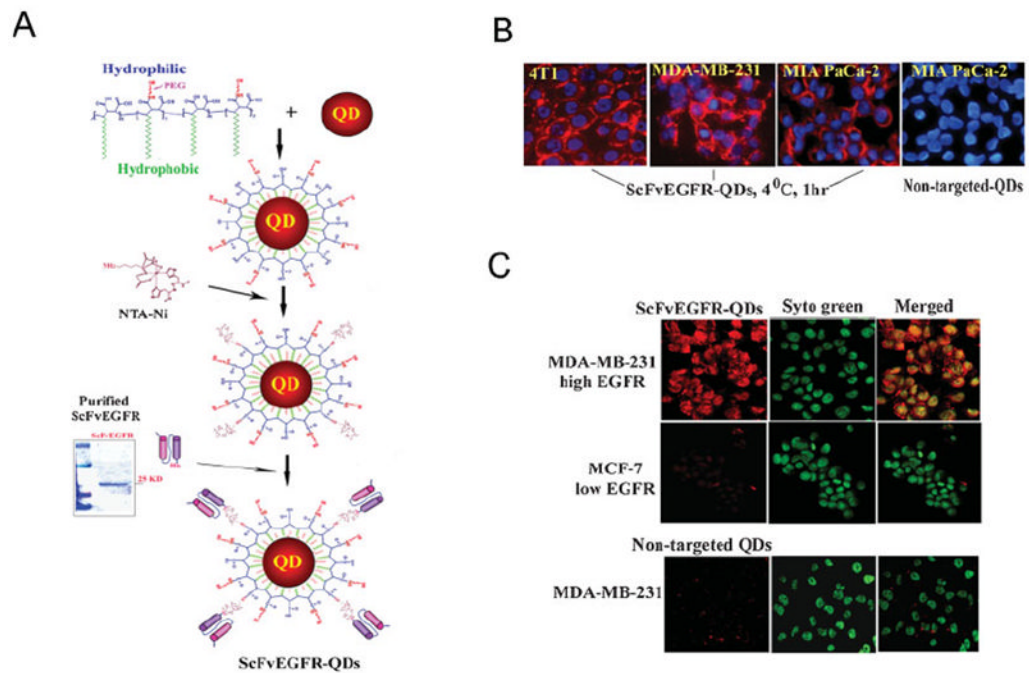 A
Hydrophilic
PEG
+
QD
Hydrophobic
QD
NTA-Ni
QD
Purified
ScFvEGFR
ScFvEGFR
25 KD
QD
ScFvEGFR-QDs
B
4T1
MDA-MB-231
MIA PaCa-2
MIA PaCa-2
ScFvEGFR-QDs, 4⁰C, 1hr
Non-targeted-QDs
C
ScFvEGFR-QDs
Syto green
Merged
MDA-MB-231
high EGFR
MCF-7
low EGFR
Non-targeted QDs
MDA-MB-231